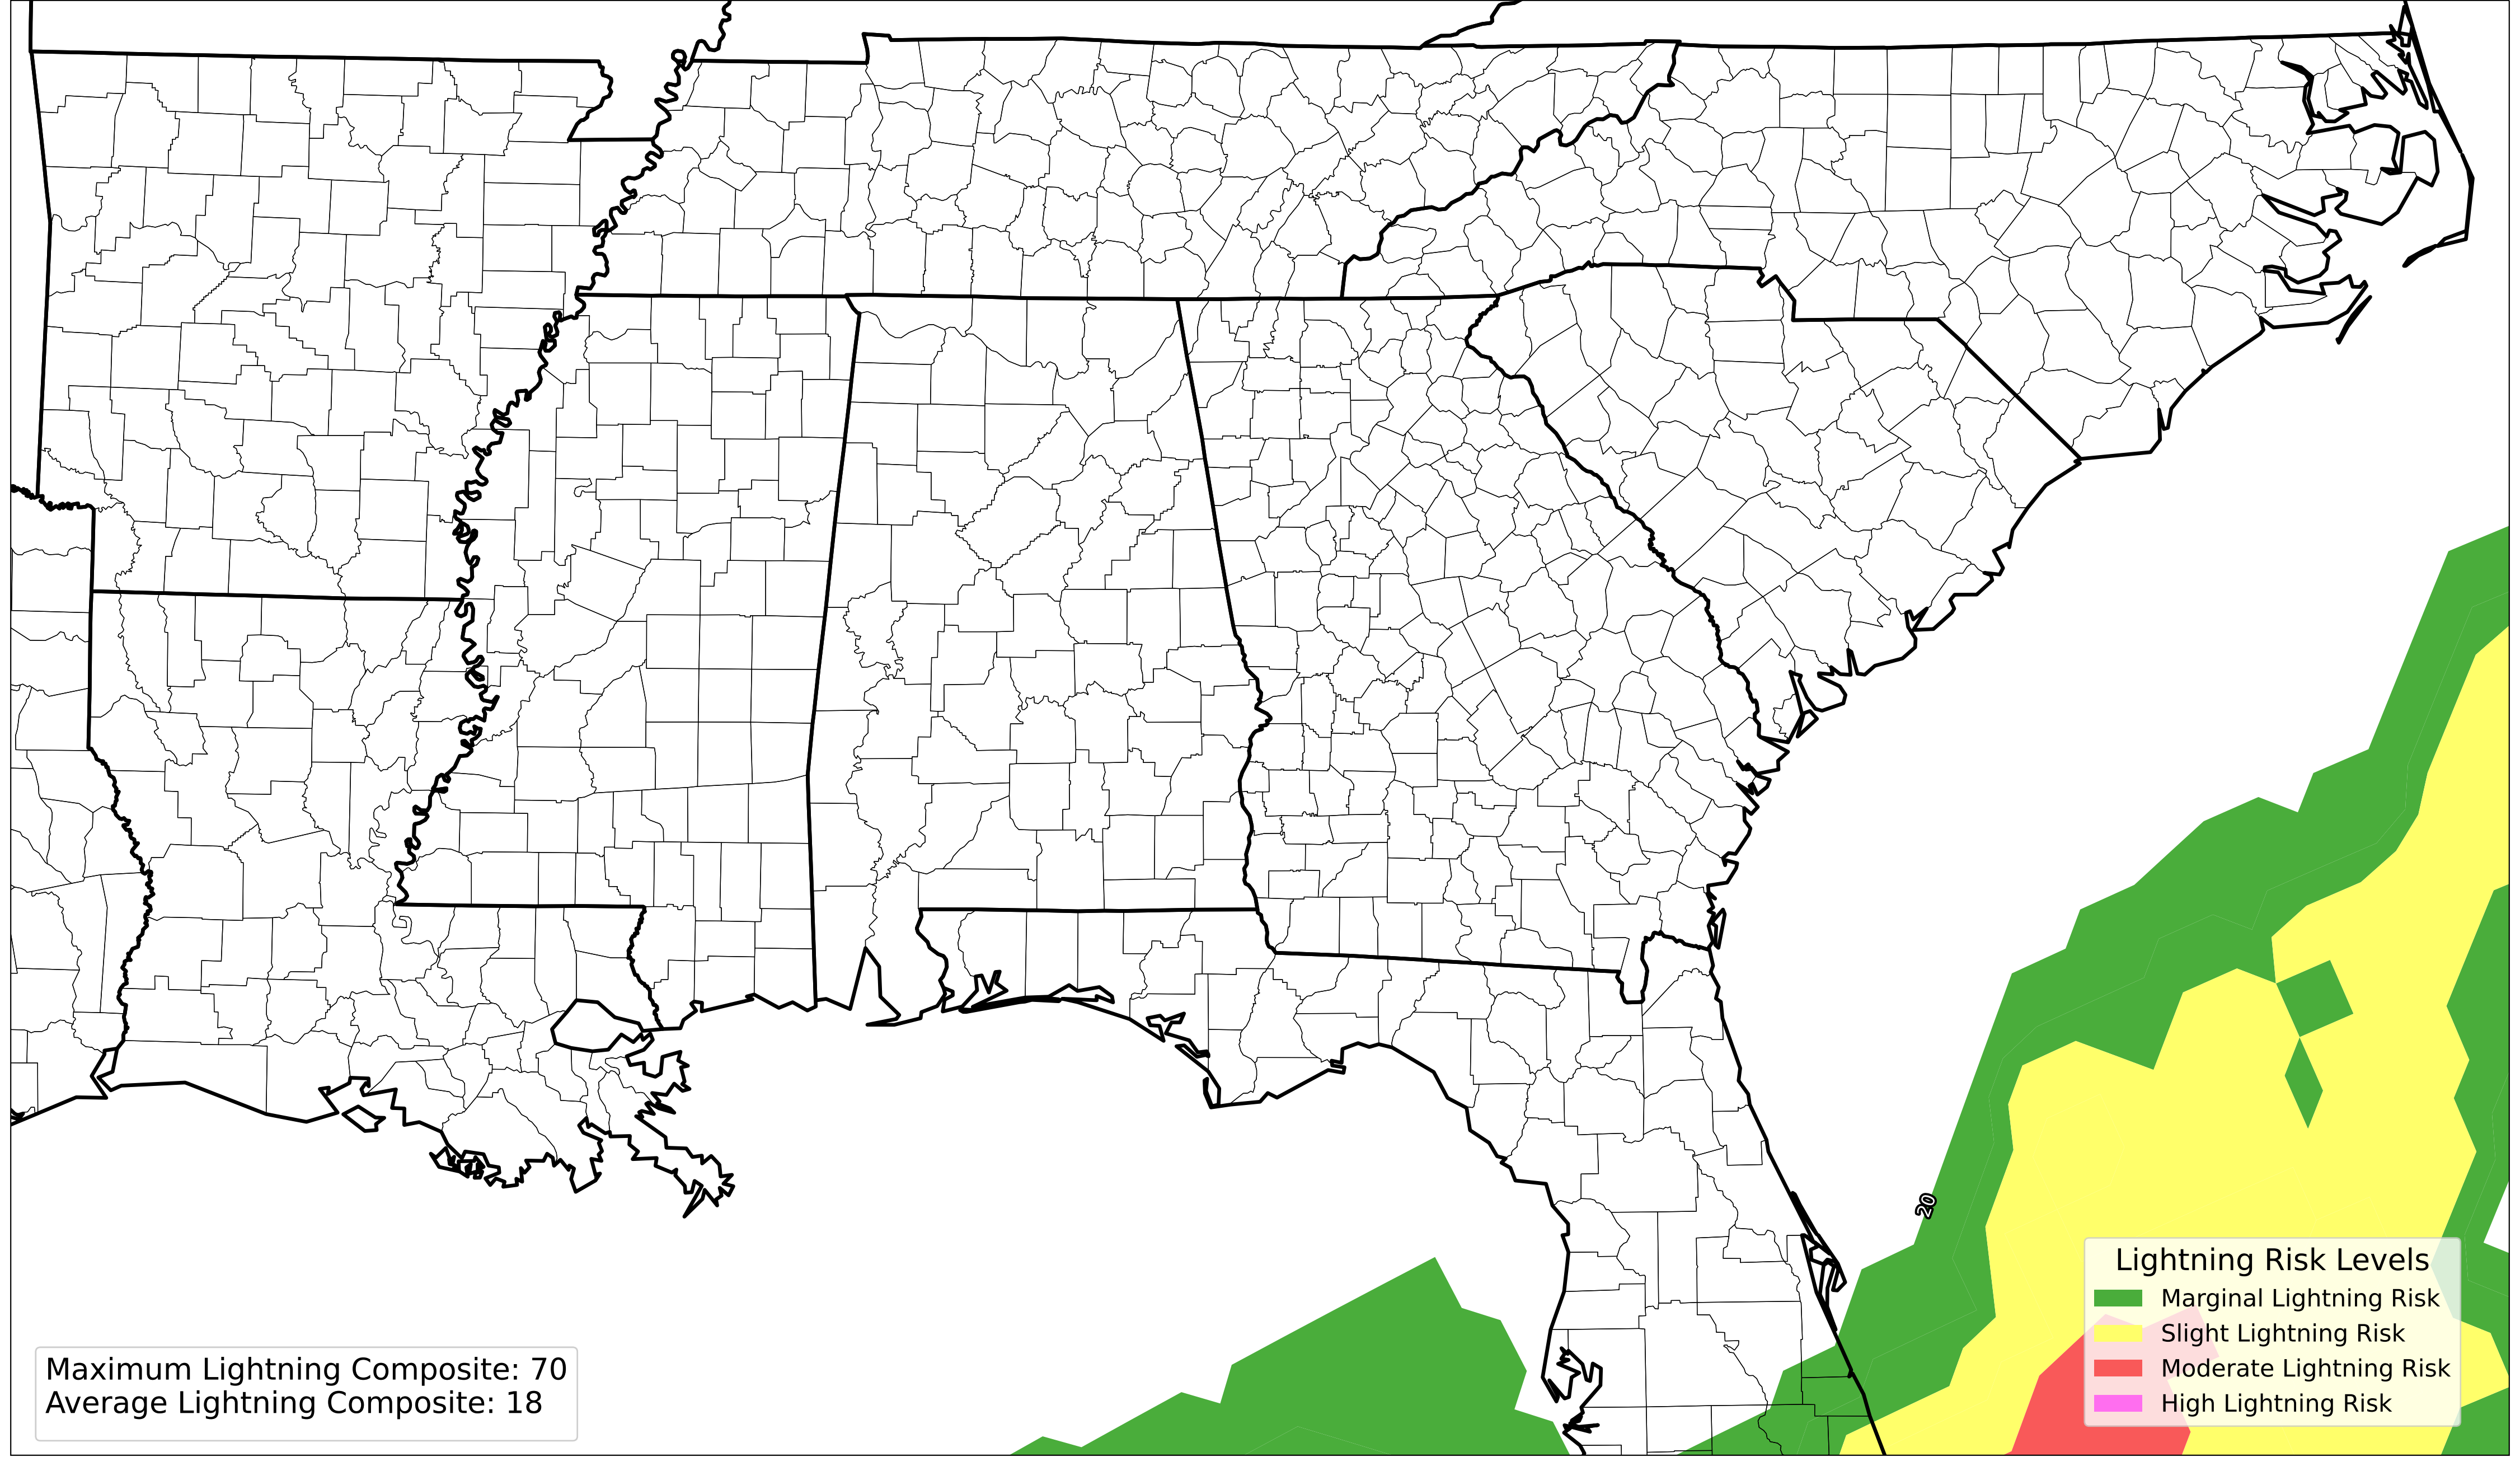 20
Lightning Risk Levels
Marginal Lightning Risk
Slight Lightning Risk
Moderate Lightning Risk
High Lightning Risk
Maximum Lightning Composite: 70
Average Lightning Composite: 18